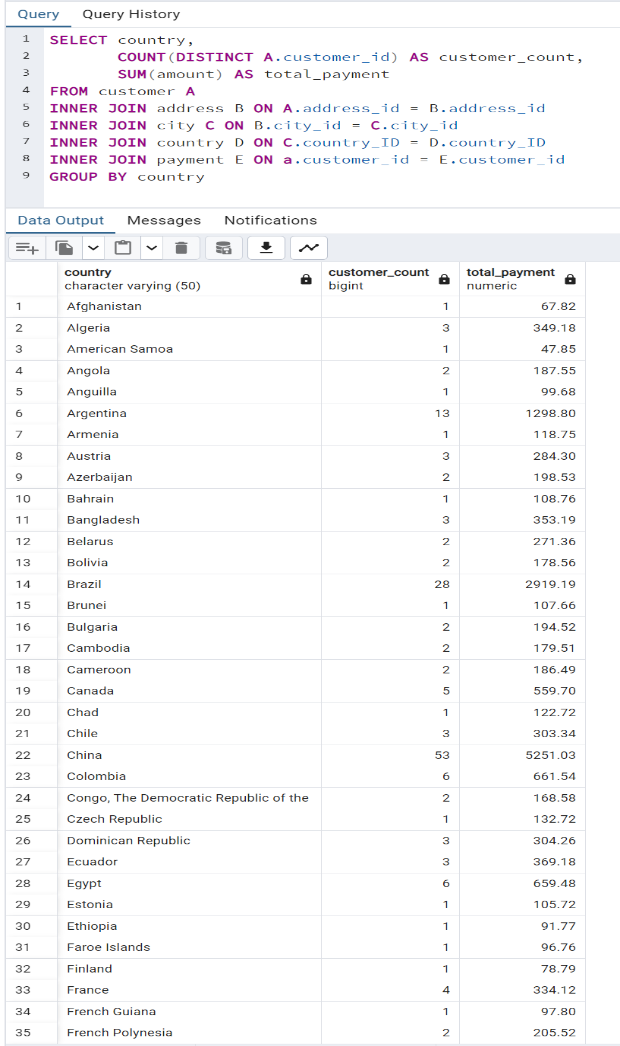 Query Query History
1 SELECT country,
2 COUNT(DISTINCT A.customer_id) AS customer_count,
3 SUM(amount) AS total_payment
4 FROM customer A
5 INNER JOIN address B ON A.address_id = B.address_id
6 INNER JOIN city C ON B.city_id = C.city_id
7 INNER JOIN country D ON C.country_ID = D.country_ID
8 INNER JOIN payment E ON a.customer_id = E.customer_id
9 GROUP BY country
Data Output Messages Notifications
country customer_count total_payment
character varying (50) bigint numeric
1 Afghanistan 1 67.82
2 Algeria 3 349.18
3 American Samoa 1 47.85
4 Angola 2 187.55
5 Anguilla 1 99.68
6 Argentina 13 1298.80
7 Armenia 1 118.75
8 Austria 3 284.30
9 Azerbaijan 2 198.53
10 Bahrain 1 108.76
11 Bangladesh 3 353.19
12 Belarus 2 271.36
13 Bolivia 2 178.56
14 Brazil 28 2919.19
15 Brunei 1 107.66
16 Bulgaria 2 194.52
17 Cambodia 2 179.51
18 Cameroon 2 186.49
19 Canada 5 559.70
20 Chad 1 122.72
21 Chile 3 303.34
22 China 53 5251.03
23 Colombia 6 661.54
24 Congo, The Democratic Republic of the 2 168.58
25 Czech Republic 1 132.72
26 Dominican Republic 3 304.26
27 Ecuador 3 369.18
28 Egypt 6 659.48
29 Estonia 1 105.72
30 Ethiopia 1 91.77
31 Faroe Islands 1 96.76
32 Finland 1 78.79
33 France 4 334.12
34 French Guiana 1 97.80
35 French Polynesia 2 205.52